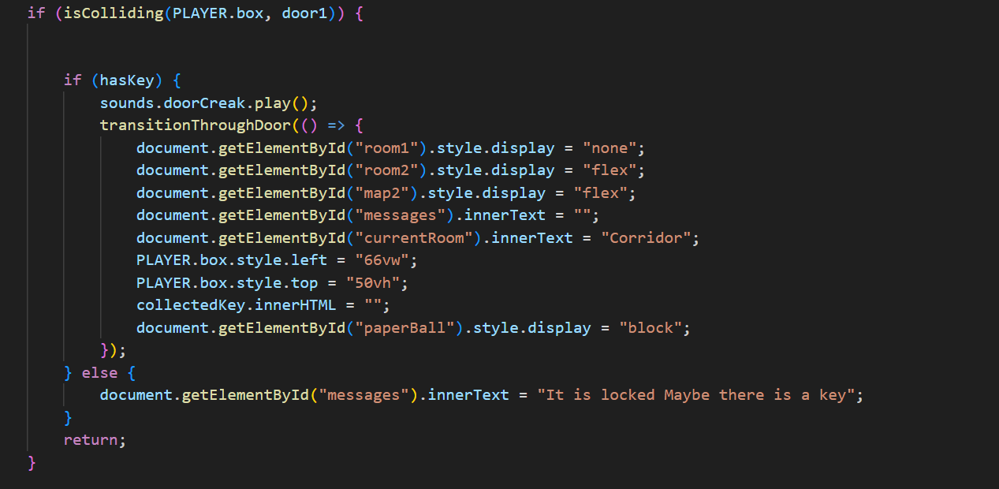 if (isColliding(PLAYER.box, door1)) {
if (hasKey) {
sounds.doorCreak.play();
transitionThroughDoor(() => {
document.getElementById("room1").style.display = "none";
document.getElementById("room2").style.display = "flex";
document.getElementById("map2").style.display = "flex";
document.getElementById("messages").innerText = "";
document.getElementById("currentRoom").innerText = "Corridor";
PLAYER.box.style.left = "66vw";
PLAYER.box.style.top = "50vh";
collectedKey.innerHTML = "";
document.getElementById("paperBall").style.display = "block";
});
} else {
document.getElementById("messages").innerText = "It is locked Maybe there is a key";
}
return;
}